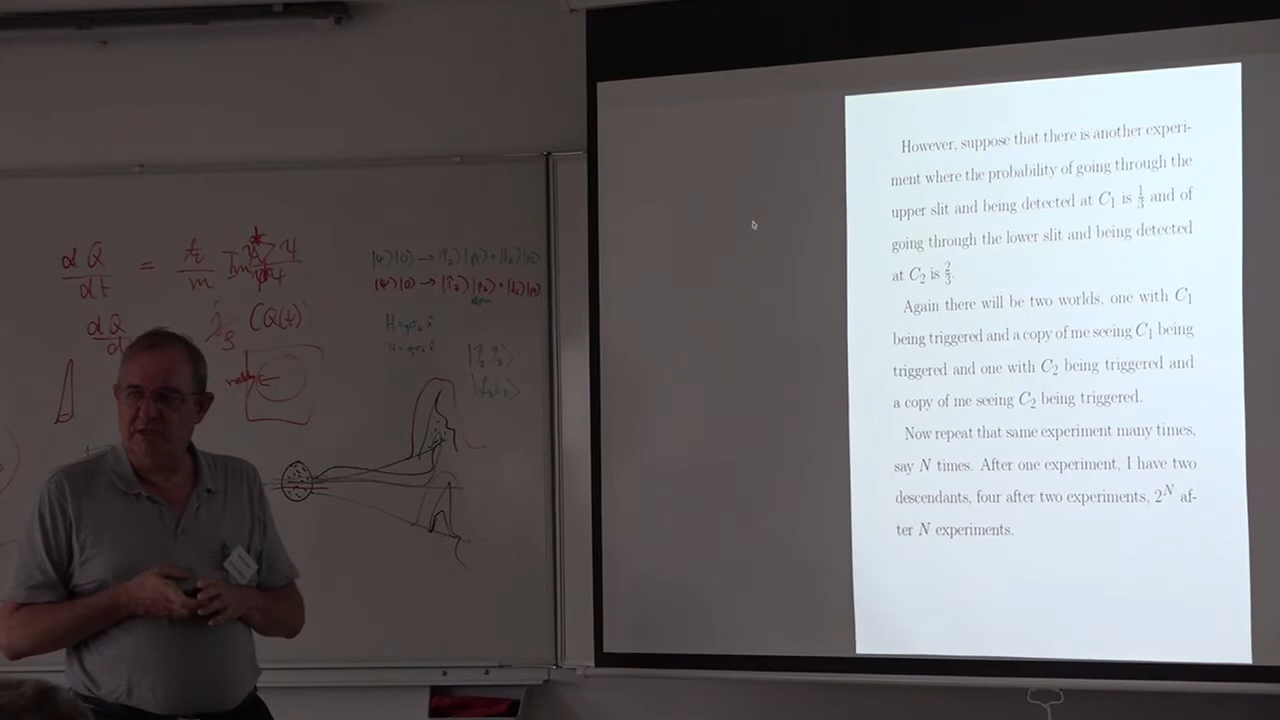 However, suppose that there is another experi-
ment where the probability of going through the
upper slit and being detected at C₁ is 1/3 and of
going through the lower slit and being detected
at C₂ is 2/3.
Again there will be two worlds, one with C₁
being triggered and a copy of me seeing C₁ being
triggered and one with C₂ being triggered and
a copy of me seeing C₂ being triggered.
Now repeat that same experiment many times,
say N times. After one experiment, I have two
descendants, four after two experiments, 2ᴺ af-
ter N experiments.
dQ/dt = ħ/m Im
dQ
(Q(t))